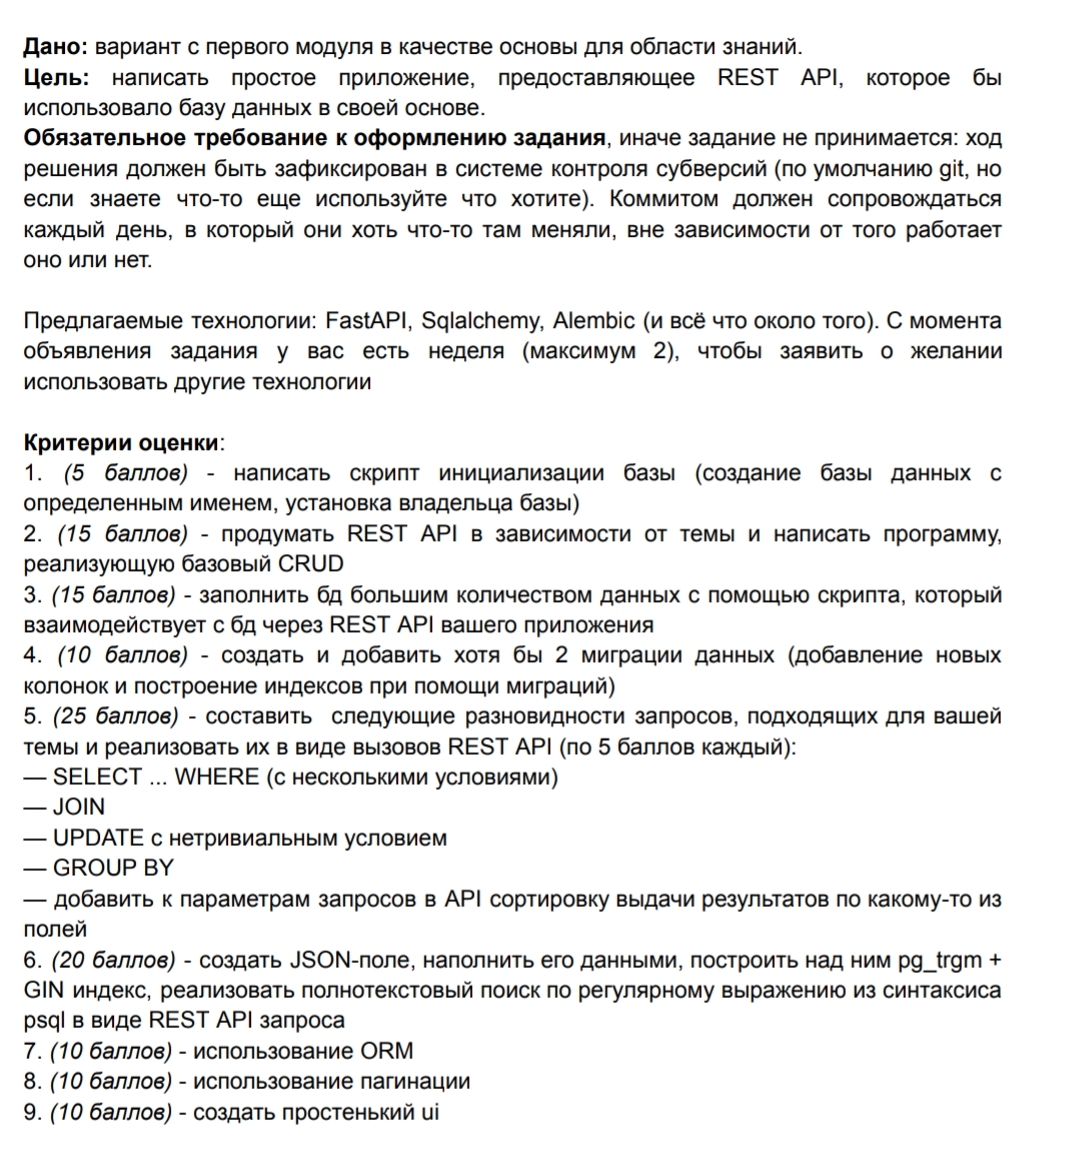 Дано: вариант с первого модуля в качестве основы для области знаний.
Цель: написать простое приложение, предоставляющее REST API, которое бы
использовало базу данных в своей основе.
Обязательное требование к оформлению задания, иначе задание не принимается: ход
решения должен быть зафиксирован в системе контроля субверсий (по умолчанию git, но
если знаете что-то еще используйте что хотите). Коммитом должен сопровождаться
каждый день, в который они хоть что-то там меняли, вне зависимости от того работает
оно или нет.
Предлагаемые технологии: FastAPI, Sqlalchemy, Alembic (и всё что около того). С момента
объявления задания у вас есть неделя (максимум 2), чтобы заявить о желании
использовать другие технологии
Критерии оценки:
1. (5 баллов) - написать скрипт инициализации базы (создание базы данных с
определенным именем, установка владельца базы)
2. (15 баллов) - продумать REST API в зависимости от темы и написать программу,
реализующую базовый CRUD
3. (15 баллов) - заполнить бд большим количеством данных с помощью скрипта, который
взаимодействует с бд через REST API вашего приложения
4. (10 баллов) - создать и добавить хотя бы 2 миграции данных (добавление новых
колонок и построение индексов при помощи миграций)
5. (25 баллов) - составить следующие разновидности запросов, подходящих для вашей
темы и реализовать их в виде вызовов REST API (по 5 баллов каждый):
— SELECT ... WHERE (с несколькими условиями)
— JOIN
— UPDATE с нетривиальным условием
— GROUP BY
— добавить к параметрам запросов в API сортировку выдачи результатов по какому-то из
полей
6. (20 баллов) - создать JSON-поле, наполнить его данными, построить над ним pg_trgm +
GIN индекс, реализовать полнотекстовый поиск по регулярному выражению из синтаксиса
psql в виде REST API запроса
7. (10 баллов) - использование ORM
8. (10 баллов) - использование пагинации
9. (10 баллов) - создать простенький ui